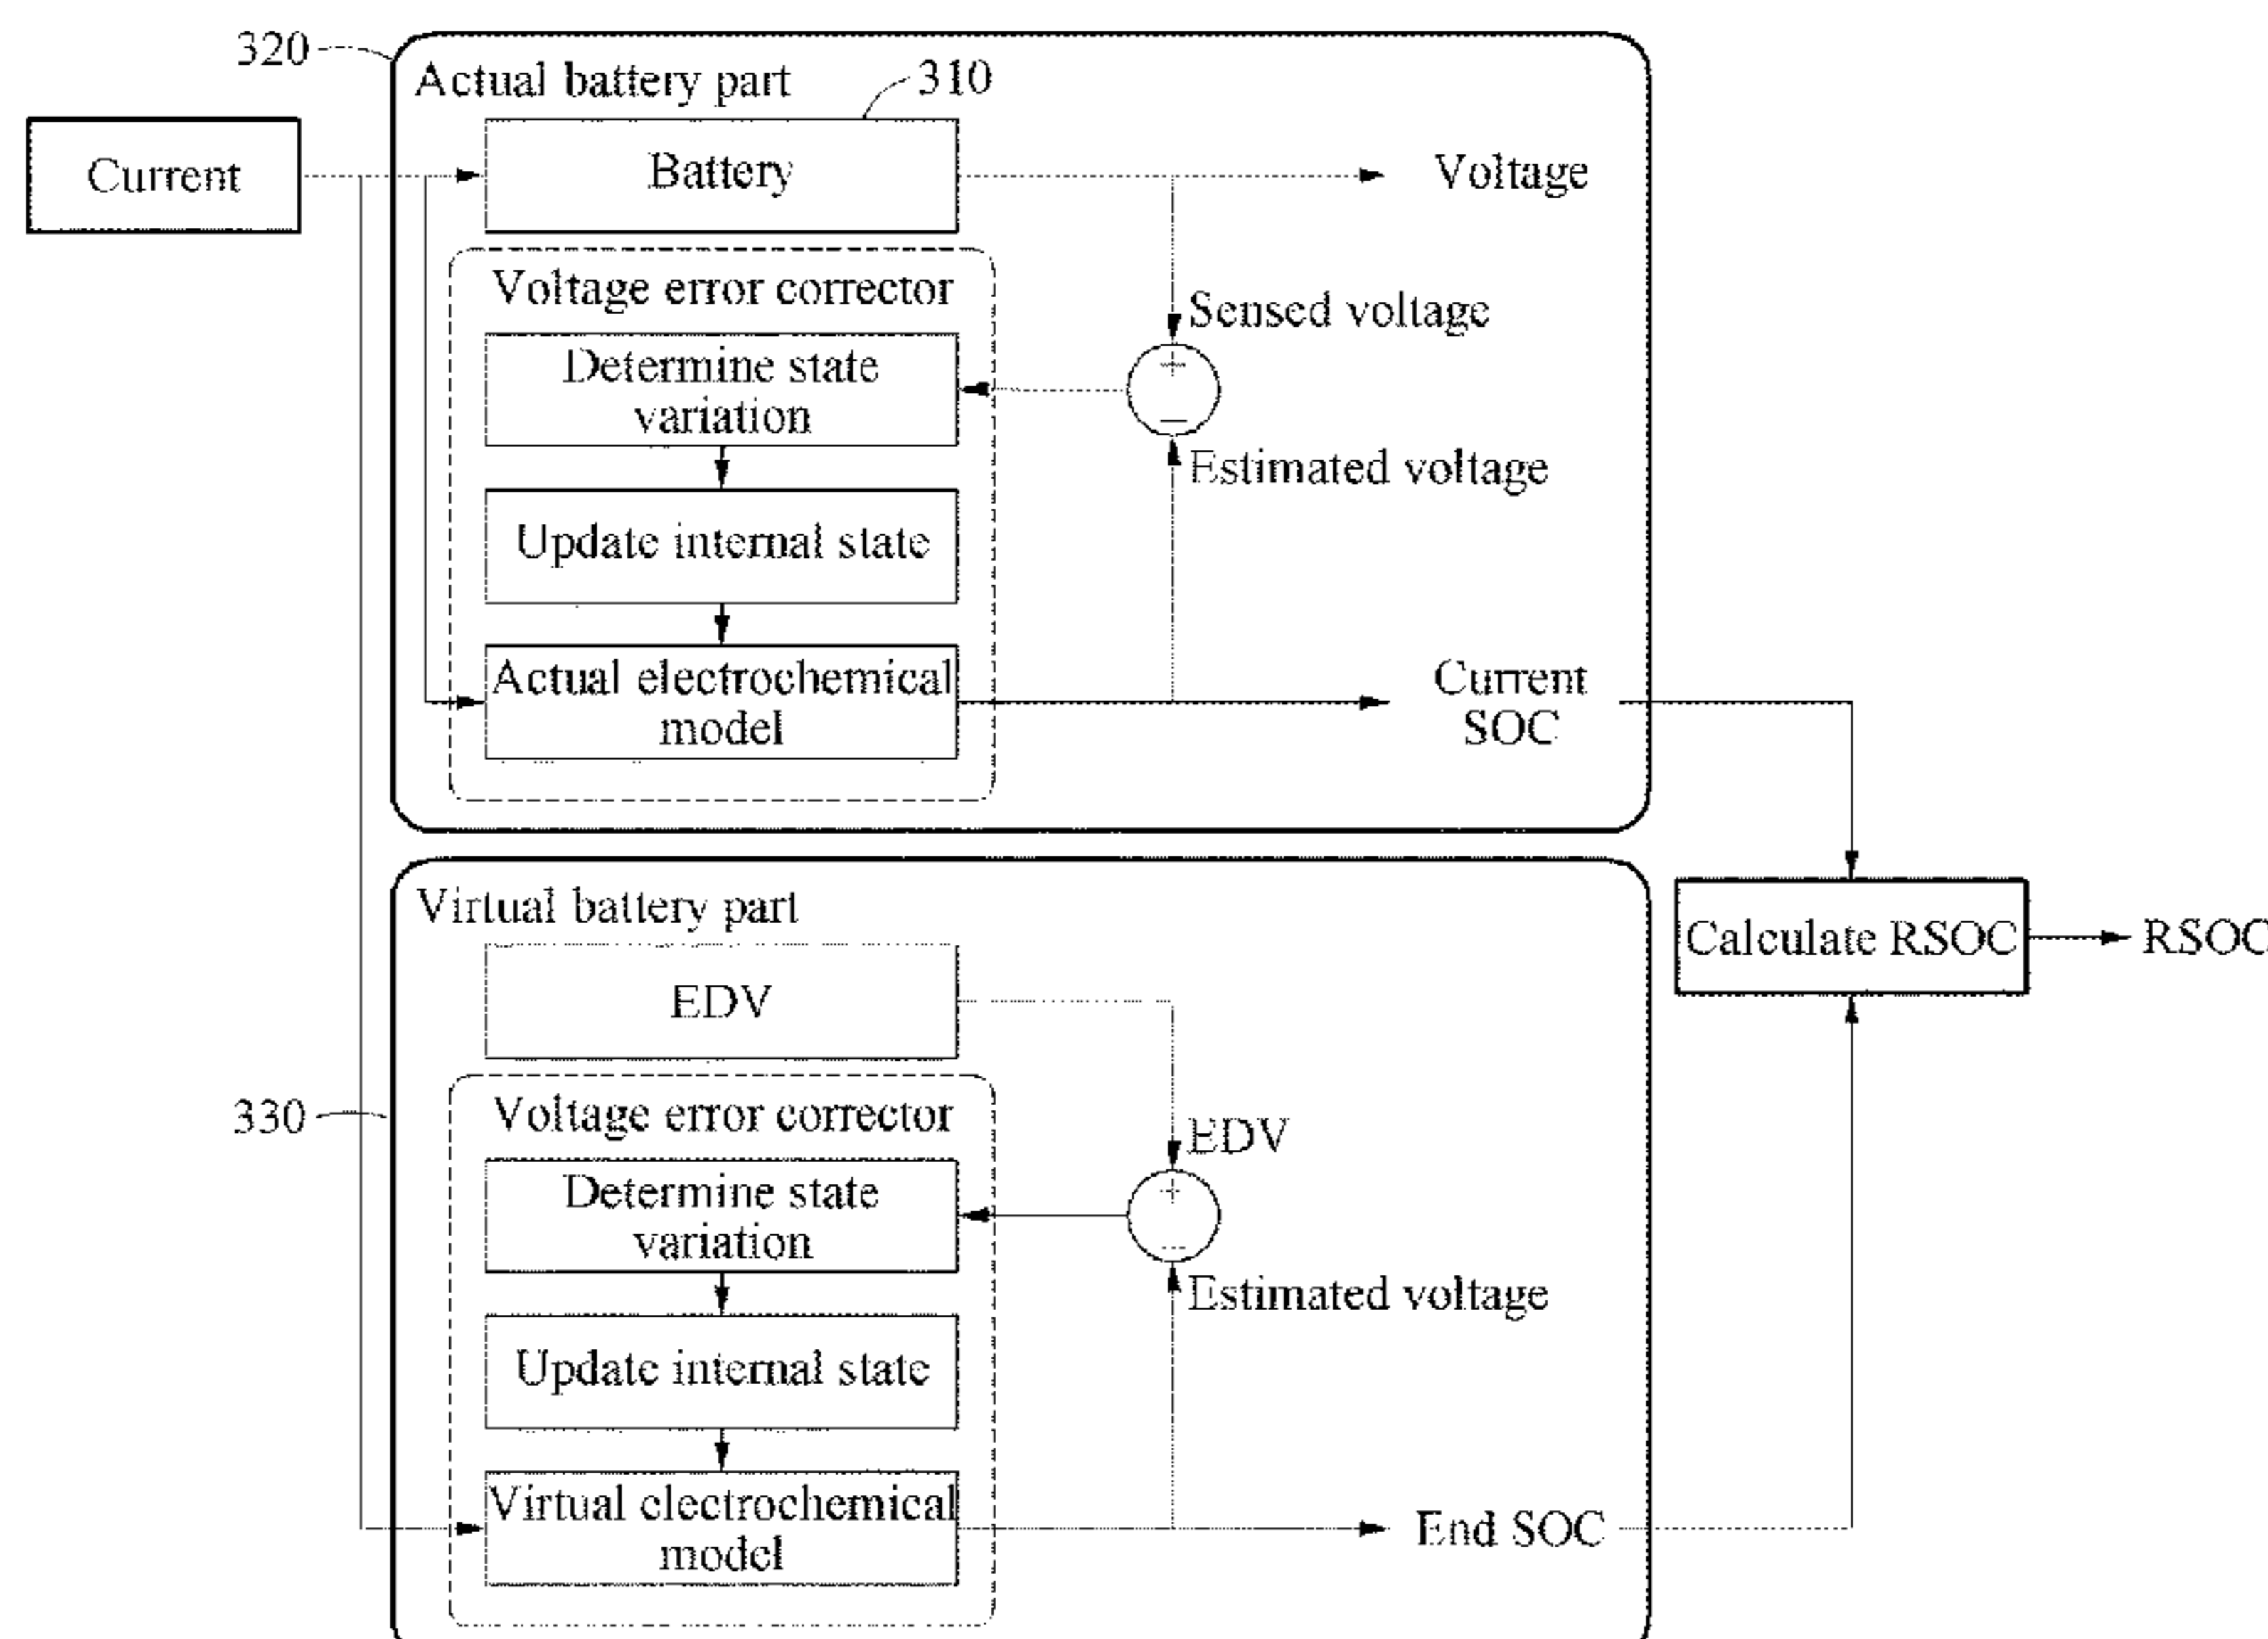 320
Actual battery part
310
Current
Battery
Voltage
Voltage error corrector
Sensed voltage
Determine state
variation
+
−
Estimated voltage
Update internal state
Actual electrochemical
model
Current
SOC
Virtual battery part
EDV
Calculate RSOC
RSOC
330
Voltage error corrector
EDV
Determine state
variation
+
−
Estimated voltage
Update internal state
Virtual electrochemical
model
End SOC